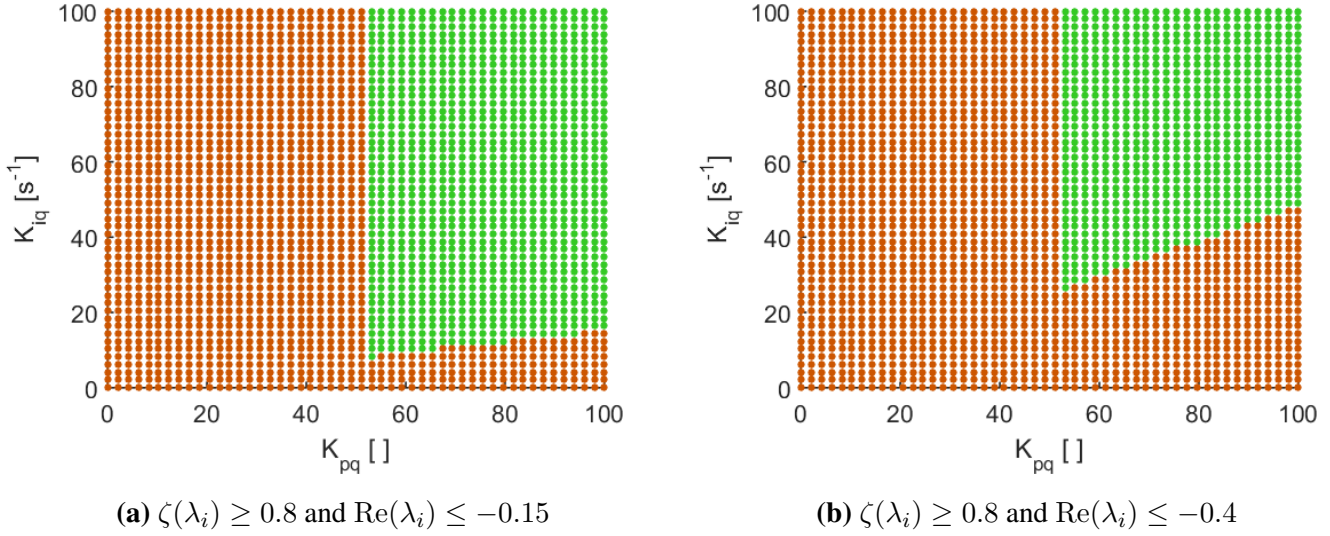 100
80
60
40
20
0
K_iq [s^-1]
0 20 40 60 80 100
K_pq [ ]
(a) ζ(λ_i) ≥ 0.8 and Re(λ_i) ≤ −0.15
100
80
60
40
20
0
K_iq [s^-1]
0 20 40 60 80 100
K_pq [ ]
(b) ζ(λ_i) ≥ 0.8 and Re(λ_i) ≤ −0.4